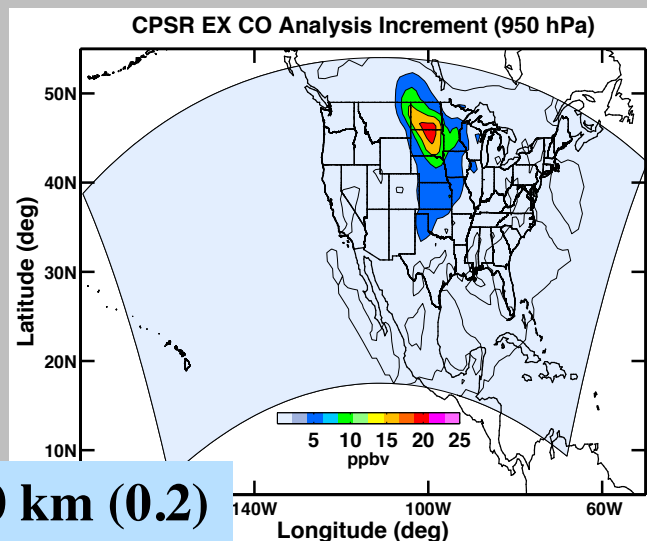 CPSR EX CO Analysis Increment (950 hPa)
50N
40N
30N
20N
10N
Latitude (deg)
5 10 15 20 25
ppbv
140W 100W 60W
Longitude (deg)
km (0.2)